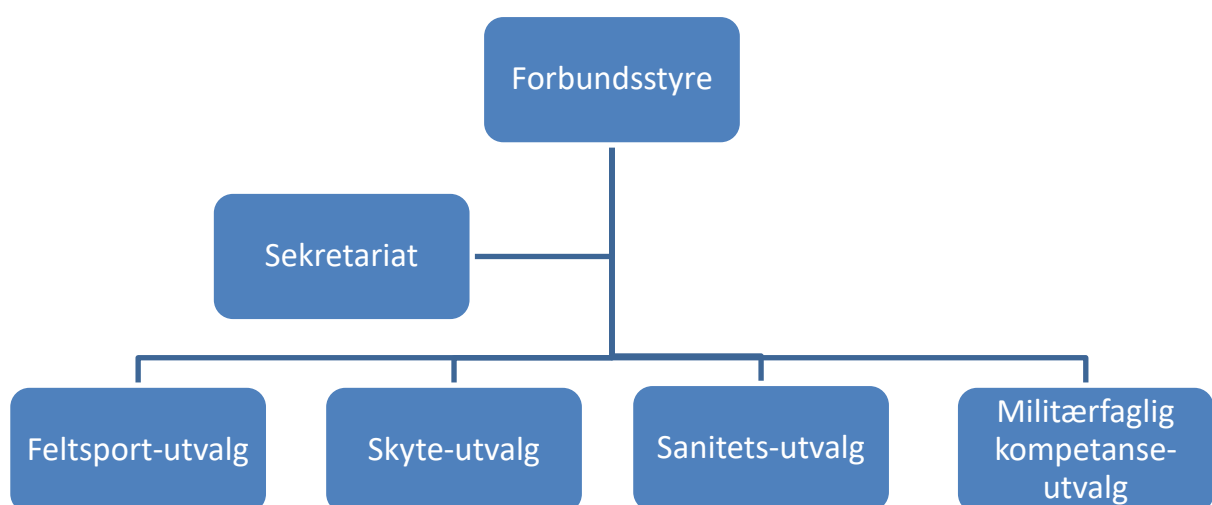 Forbundsstyre
Sekretariat
Feltsport-utvalg
Skyte-utvalg
Sanitets-utvalg
Militærfaglig
kompetanse-
utvalg